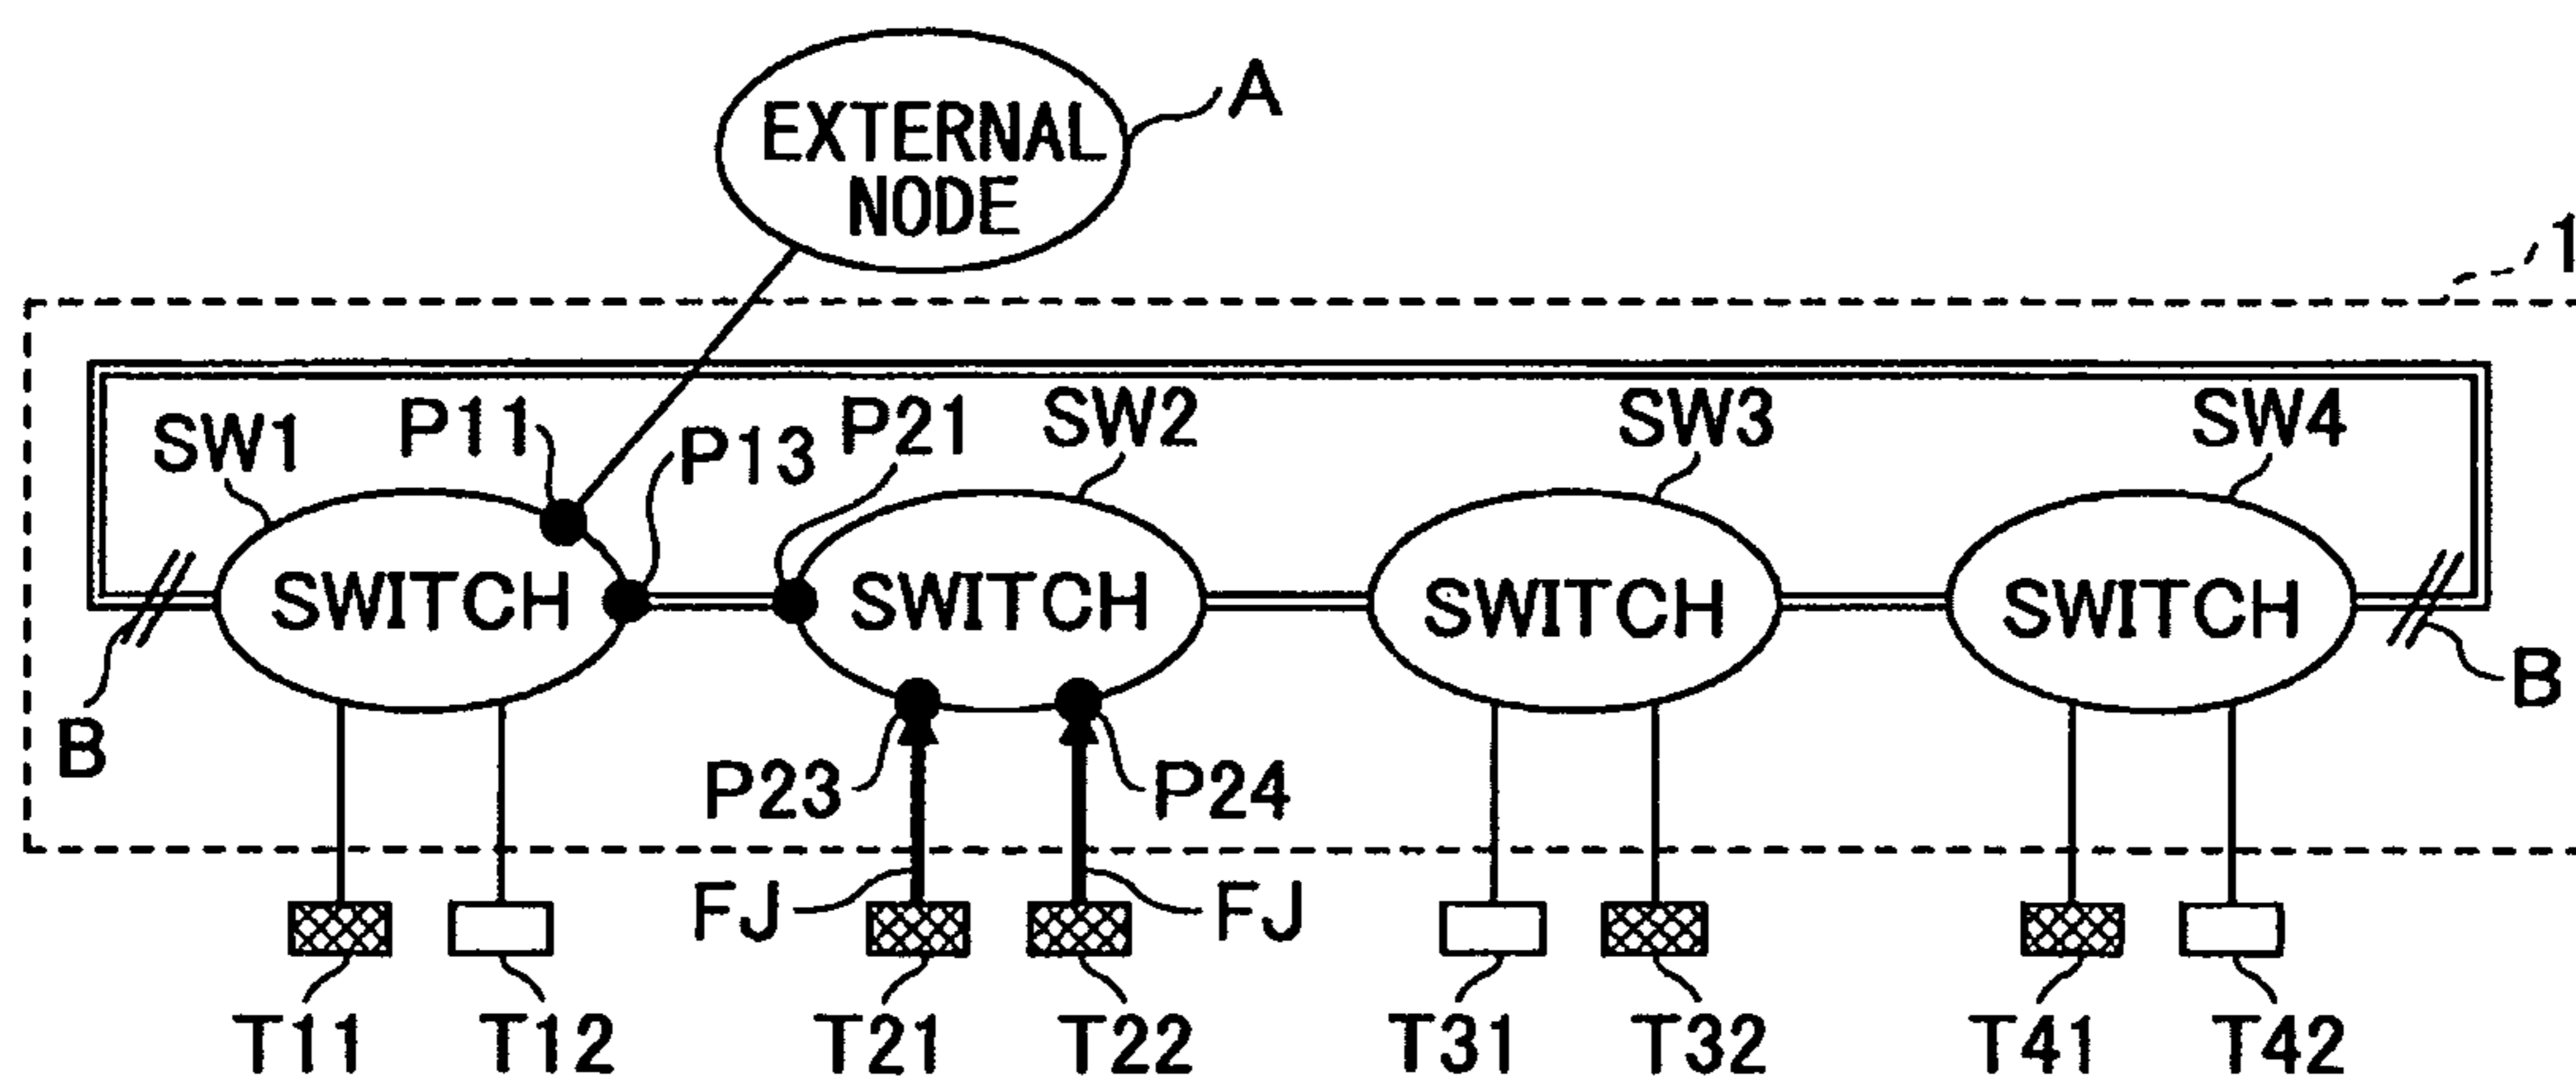 EXTERNAL
NODE
A
1
SW1
P11
P13
P21
SW2
SW3
SW4
SWITCH
SWITCH
SWITCH
SWITCH
B
B
P23
P24
FJ
FJ
T11
T12
T21
T22
T31
T32
T41
T42